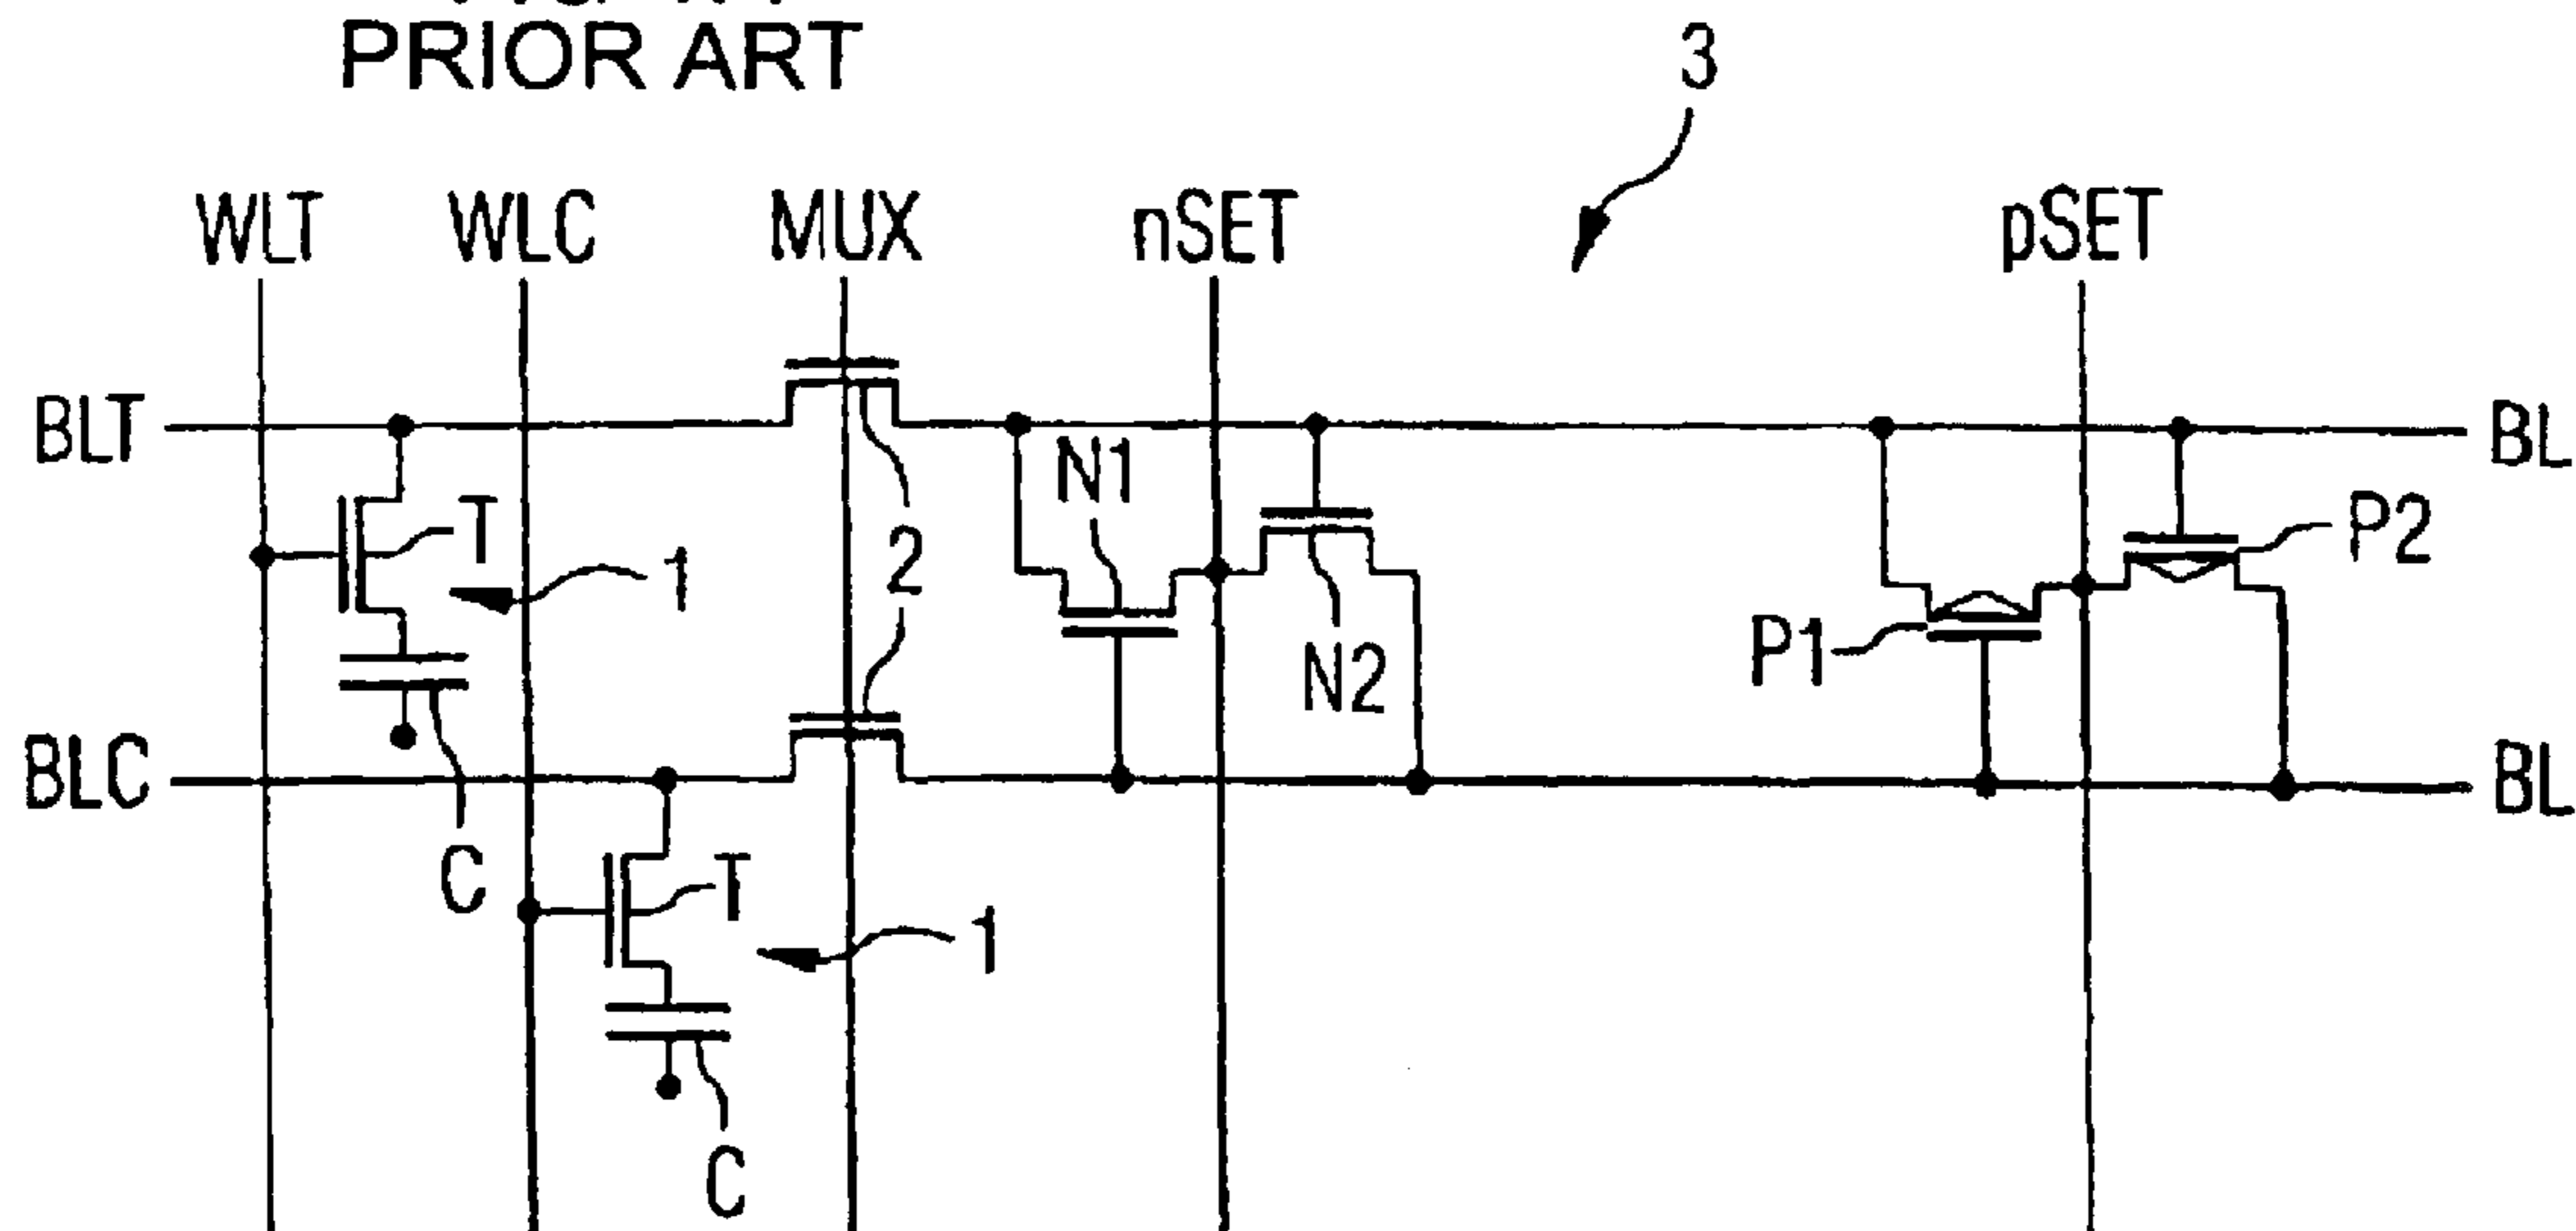 PRIOR ART
3
WLT WLC MUX nSET pSET
BLT BL
N1 P2
T 1 2
P1
N2
BLC BL
C
T 1
C